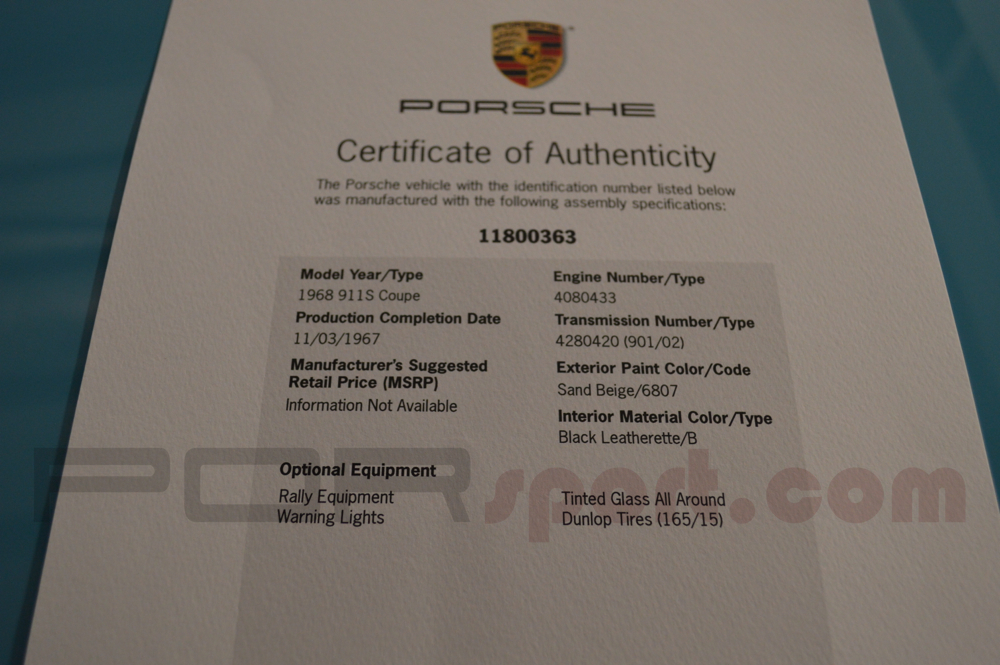 PORSCHE
PORSCHE
Certificate of Authenticity
The Porsche vehicle with the identification number listed below
was manufactured with the following assembly specifications:
11800363
Model Year/Type
1968 911S Coupe
Production Completion Date
11/03/1967
Manufacturer's Suggested
Retail Price (MSRP)
Information Not Available
Engine Number/Type
4080433
Transmission Number/Type
4280420 (901/02)
Exterior Paint Color/Code
Sand Beige/6807
Interior Material Color/Type
Black Leatherette/B
Optional Equipment
Rally Equipment
Warning Lights
Tinted Glass All Around
Dunlop Tires (165/15)
PORsport.com